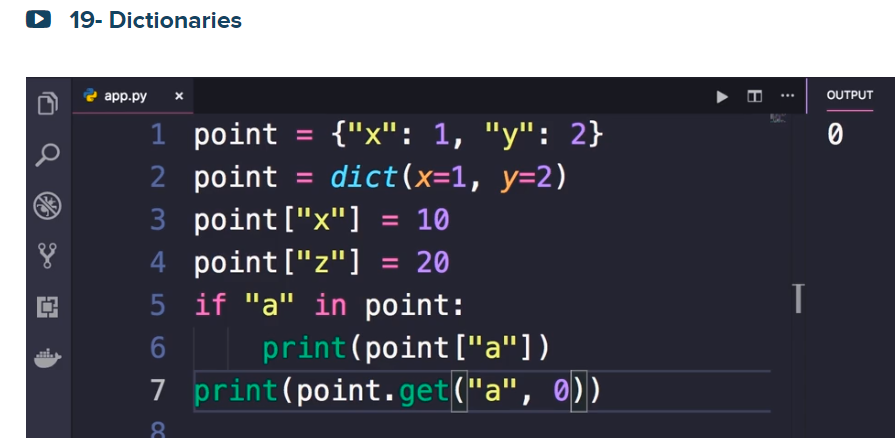 19- Dictionaries
app.py x
OUTPUT
0
1 point = {"x": 1, "y": 2}
2 point = dict(x=1, y=2)
3 point["x"] = 10
4 point["z"] = 20
5 if "a" in point:
6 print(point["a"])
7 print(point.get("a", 0))
8